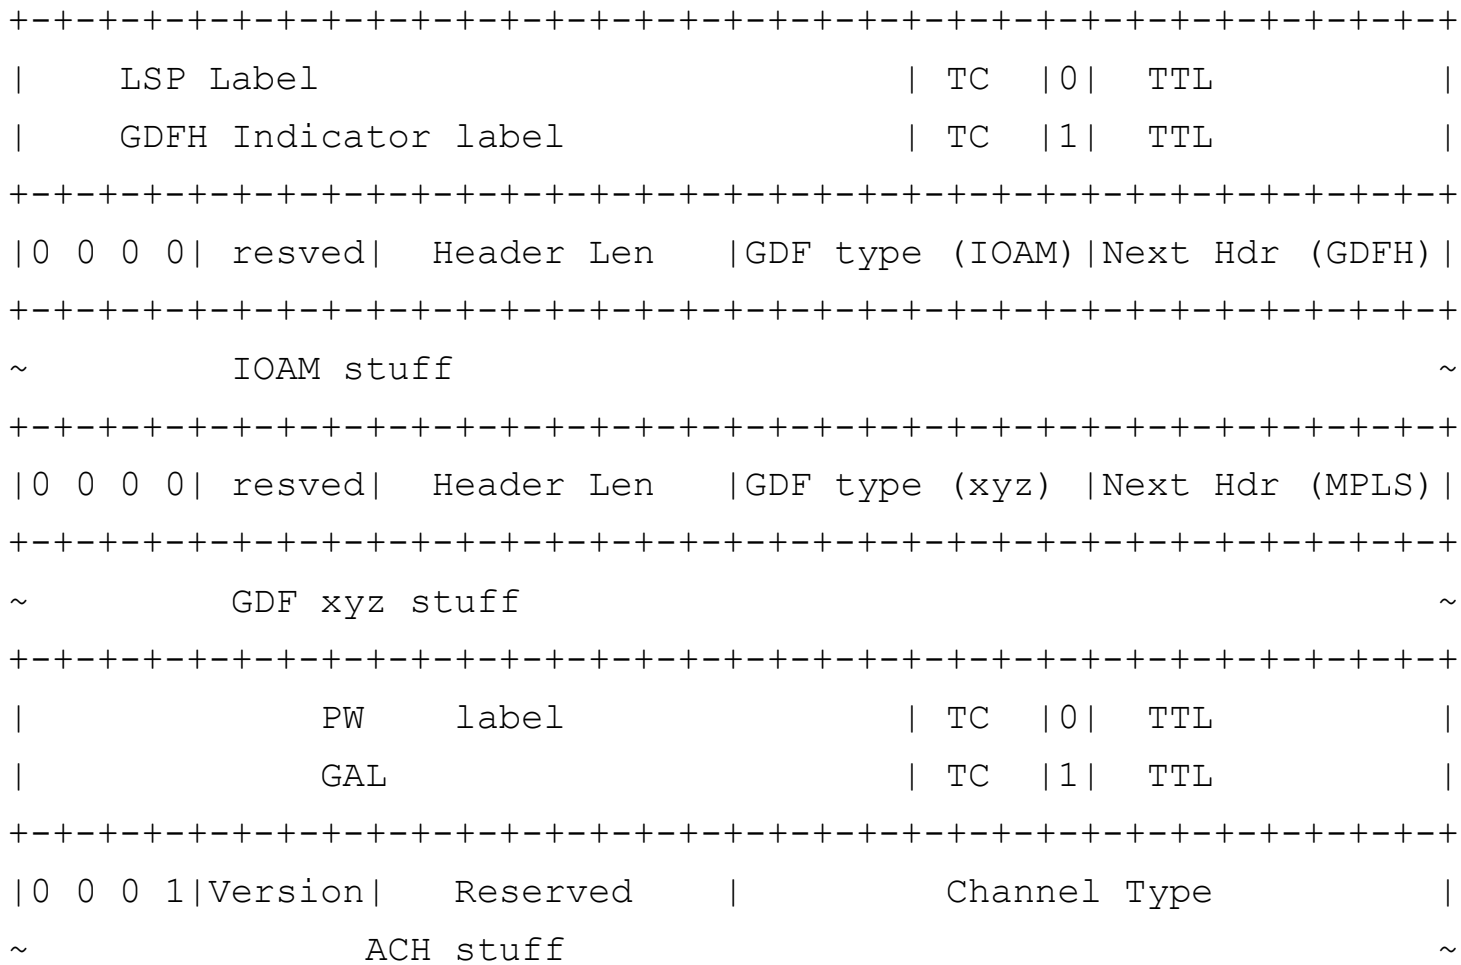 +-+-+-+-+-+-+-+-+-+-+-+-+-+-+-+-+-+-+-+-+-+-+-+-+-+-+-+-+-+-+-+-+
|    LSP Label                          | TC  |0|  TTL          |
|    GDFH Indicator label               | TC  |1|  TTL          |
+-+-+-+-+-+-+-+-+-+-+-+-+-+-+-+-+-+-+-+-+-+-+-+-+-+-+-+-+-+-+-+-+
|0 0 0 0| resved|  Header Len   |GDF type (IOAM)|Next Hdr (GDFH)|
+-+-+-+-+-+-+-+-+-+-+-+-+-+-+-+-+-+-+-+-+-+-+-+-+-+-+-+-+-+-+-+-+
~         IOAM stuff                                            ~
+-+-+-+-+-+-+-+-+-+-+-+-+-+-+-+-+-+-+-+-+-+-+-+-+-+-+-+-+-+-+-+-+
|0 0 0 0| resved|  Header Len   |GDF type (xyz) |Next Hdr (MPLS)|
+-+-+-+-+-+-+-+-+-+-+-+-+-+-+-+-+-+-+-+-+-+-+-+-+-+-+-+-+-+-+-+-+
~         GDF xyz stuff                                         ~
+-+-+-+-+-+-+-+-+-+-+-+-+-+-+-+-+-+-+-+-+-+-+-+-+-+-+-+-+-+-+-+-+
|             PW    label               | TC  |0|  TTL          |
|             GAL                       | TC  |1|  TTL          |
+-+-+-+-+-+-+-+-+-+-+-+-+-+-+-+-+-+-+-+-+-+-+-+-+-+-+-+-+-+-+-+-+
|0 0 0 1|Version|   Reserved    |         Channel Type          |
~               ACH stuff                                       ~